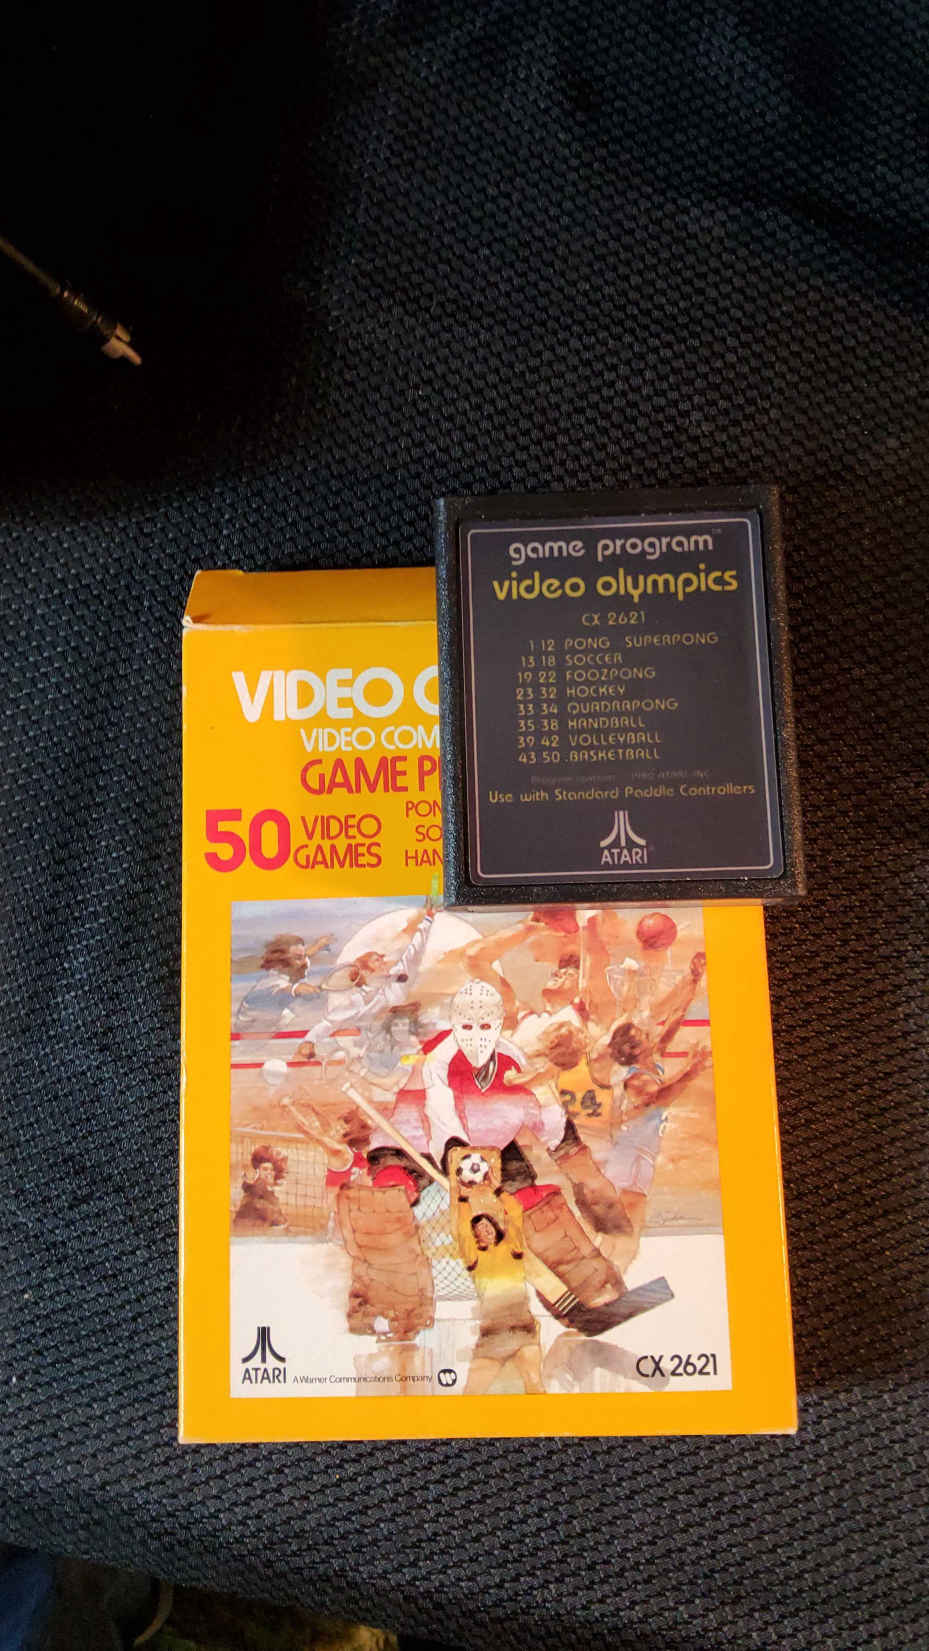 game program™
video olympics
CX 2621
1 12 PONG SUPERPONG
13 18 SOCCER
19 22 FOOZPONG
23 32 HOCKEY
33 34 QUADRAPONG
35 38 HANDBALL
39 42 VOLLEYBALL
43 50 BASKETBALL
Use with Standard Paddle Controllers
ATARI®
VIDEO
VIDEO COM
GAME P
50 VIDEO GAMES
PON
SO
HAN
24
ATARI A Warner Communications Company
CX 2621